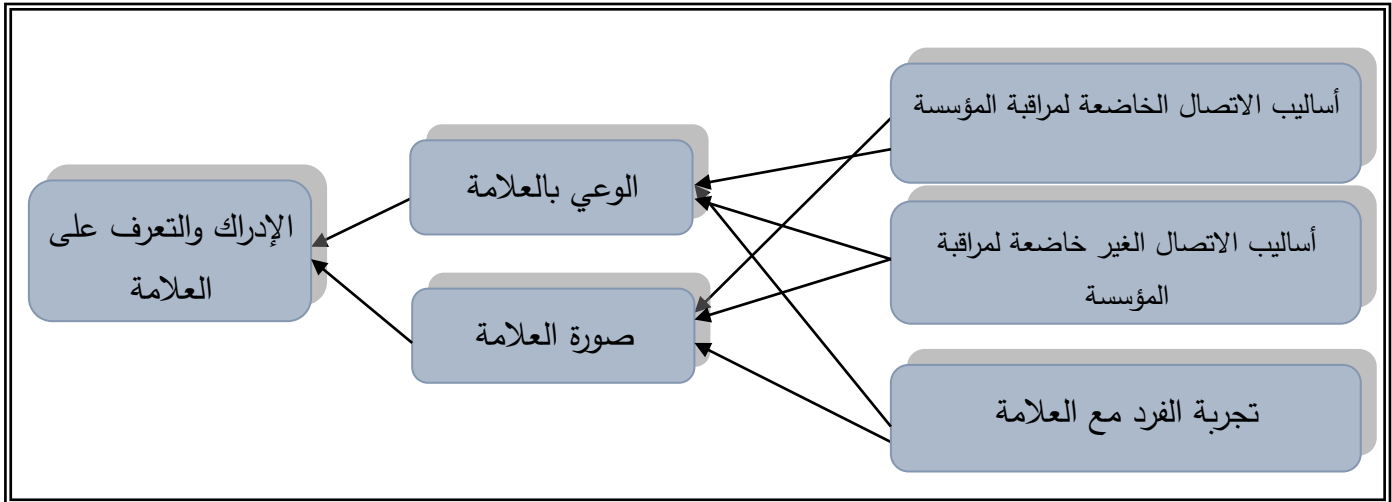 أساليب الاتصال الخاضعة لمراقبة المؤسسة
أساليب الاتصال الغير خاضعة لمراقبة
المؤسسة
تجربة الفرد مع العلامة
الوعي بالعلامة
صورة العلامة
الإدراك والتعرف على
العلامة